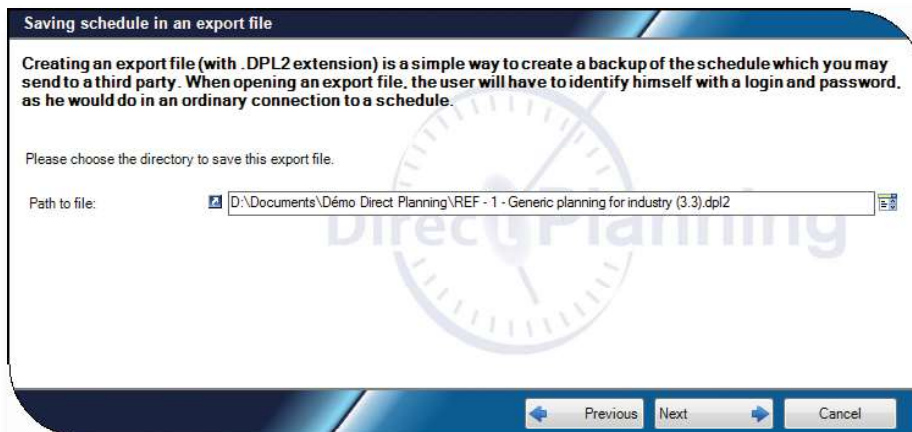 Saving schedule in an export file
Creating an export file (with .DPL2 extension) is a simple way to create a backup of the schedule which you may
send to a third party. When opening an export file, the user will have to identify himself with a login and password,
as he would do in an ordinary connection to a schedule.
Please choose the directory to save this export file.
Path to file: D:\Documents\Démo Direct Planning\REF - 1 - Generic planning for industry (3.3).dpl2
Direct Planning
Previous Next Cancel